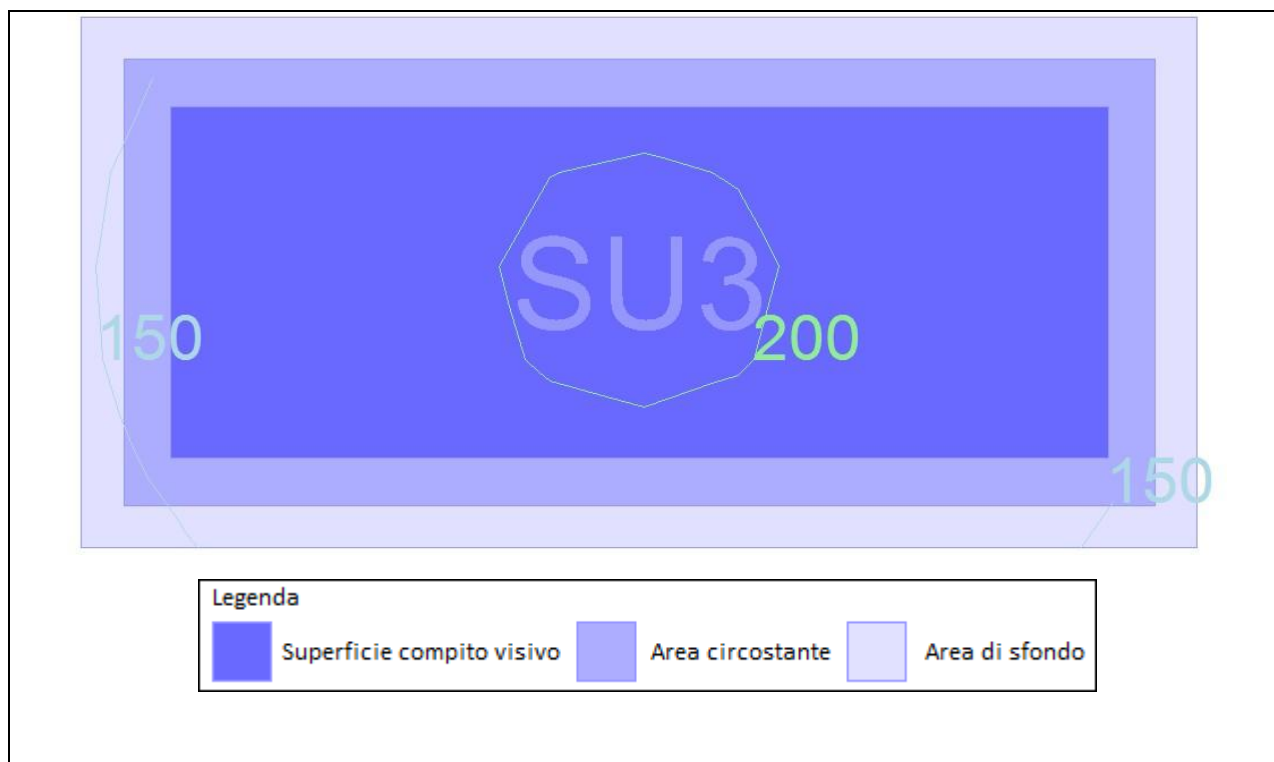 SU3
150
200
150
Legenda
Superficie compito visivo
Area circostante
Area di sfondo